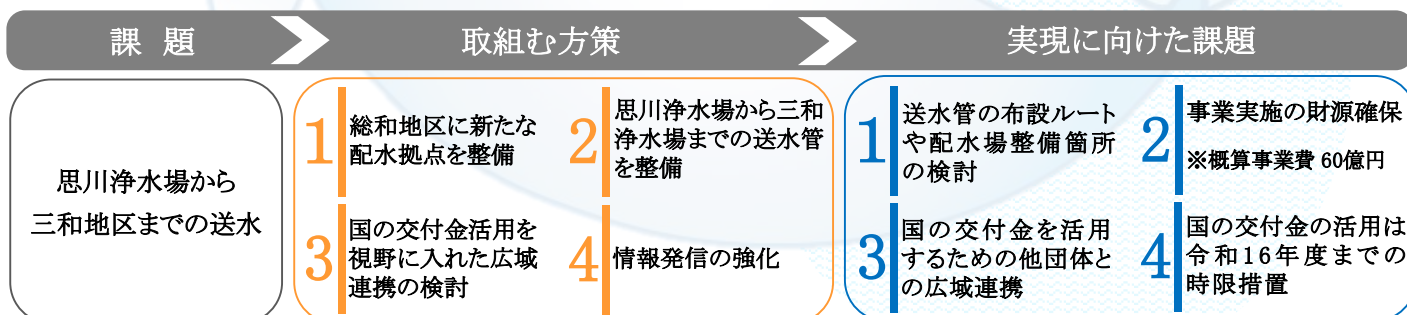 課 題
取組む方策
実現に向けた課題
思川浄水場から
三和地区までの送水
1
総和地区に新たな
配水拠点を整備
2
思川浄水場から三和
浄水場までの送水管
を整備
3
国の交付金活用を
視野に入れた広域
連携の検討
4
情報発信の強化
1
送水管の布設ルート
や配水場整備箇所
の検討
2
事業実施の財源確保
※概算事業費 60億円
3
国の交付金を活用
するための他団体と
の広域連携
4
国の交付金の活用は
令和16年度までの
時限措置